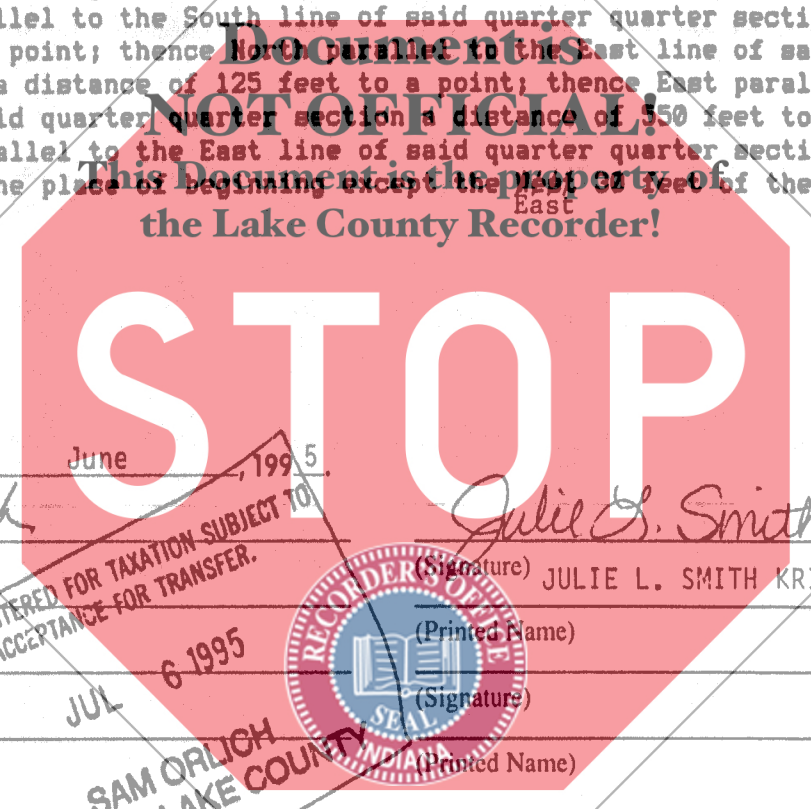 llel to the South line of said quarter quarter secti
point; thence North parallel to the East line of sa
a distance of 125 feet to a point; thence East paral
id quarter quarter section a distance of 550 feet to
allel to the East line of said quarter quarter secti
ne place of beginning except the feet of the
East
Document is
NOT OFFICIAL!
This Document is the property of
the Lake County Recorder!
STOP
June , 1995.
TERED FOR TAXATION SUBJECT TO
ACCEPTANCE FOR TRANSFER.
JUL 6 1995
SAM ORLICH
LAKE COUNTY
Julie L. Smith
(Signature) JULIE L. SMITH KR
(Printed Name)
(Signature)
(Printed Name)
RECORDER'S OFFICE
SEAL
INDIANA